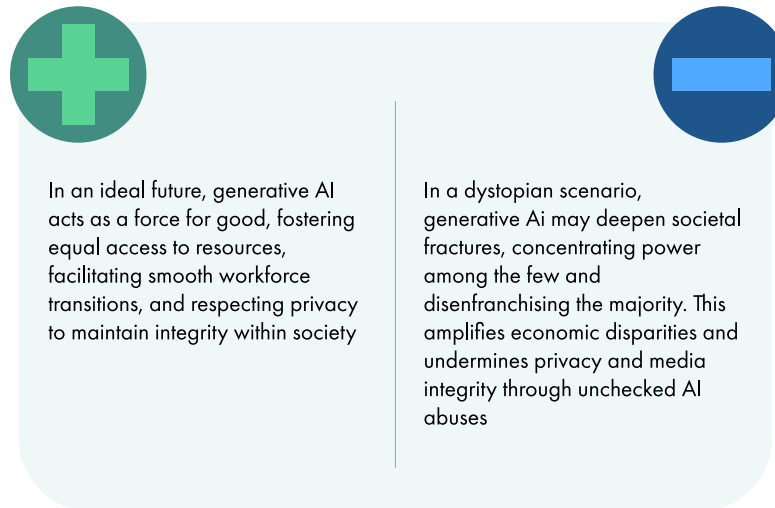 In an ideal future, generative AI
acts as a force for good, fostering
equal access to resources,
facilitating smooth workforce
transitions, and respecting privacy
to maintain integrity within society
In a dystopian scenario,
generative Ai may deepen societal
fractures, concentrating power
among the few and
disenfranchising the majority. This
amplifies economic disparities and
undermines privacy and media
integrity through unchecked AI
abuses